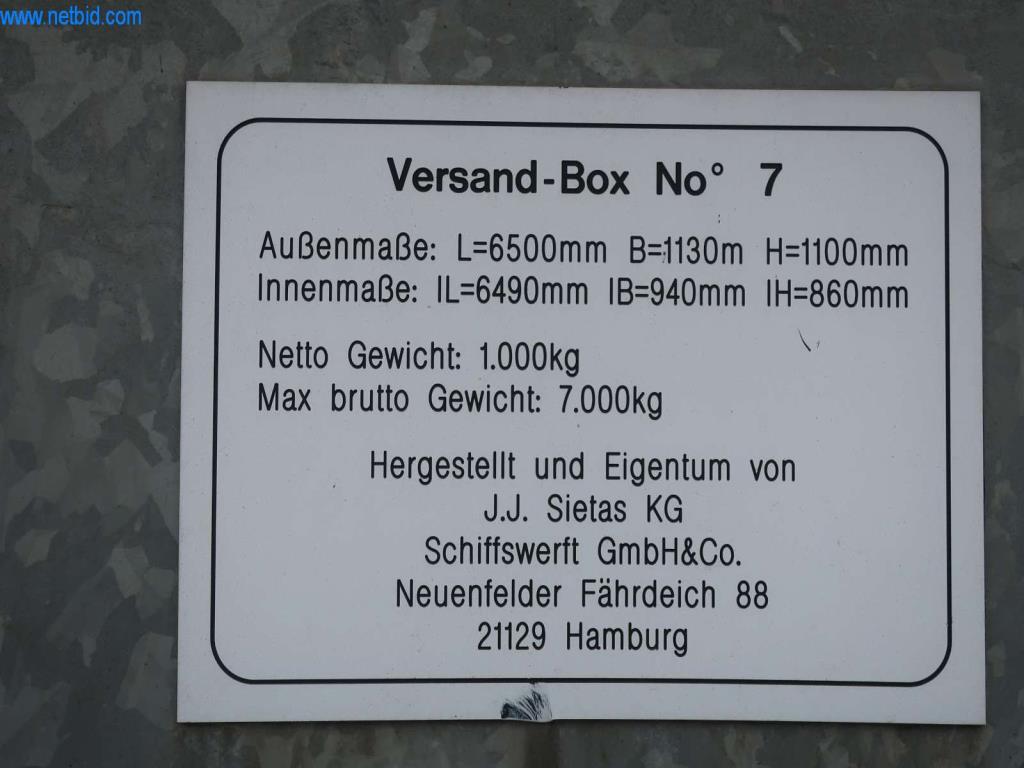 www.netbid.com
Versand-Box No° 7
Außenmaße: L=6500mm B=1130m H=1100mm
Innenmaße: IL=6490mm IB=940mm IH=860mm
Netto Gewicht: 1.000kg
Max brutto Gewicht: 7.000kg
Hergestellt und Eigentum von
J.J. Sietas KG
Schiffswerft GmbH&Co.
Neuenfelder Fährdeich 88
21129 Hamburg